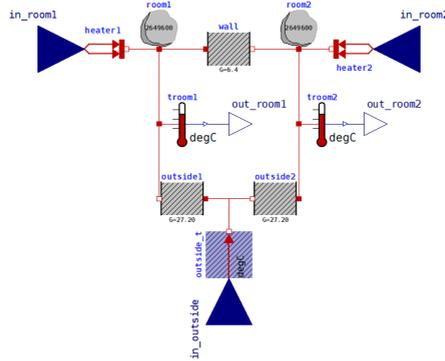 in_room1
heater1
room1
2649600
wall
G=6.4
room2
2649600
in_room2
heater2
troom1
degC
out_room1
troom2
degC
out_room2
outside1
G=27.20
outside2
G=27.20
outside_t
degC
in_outside